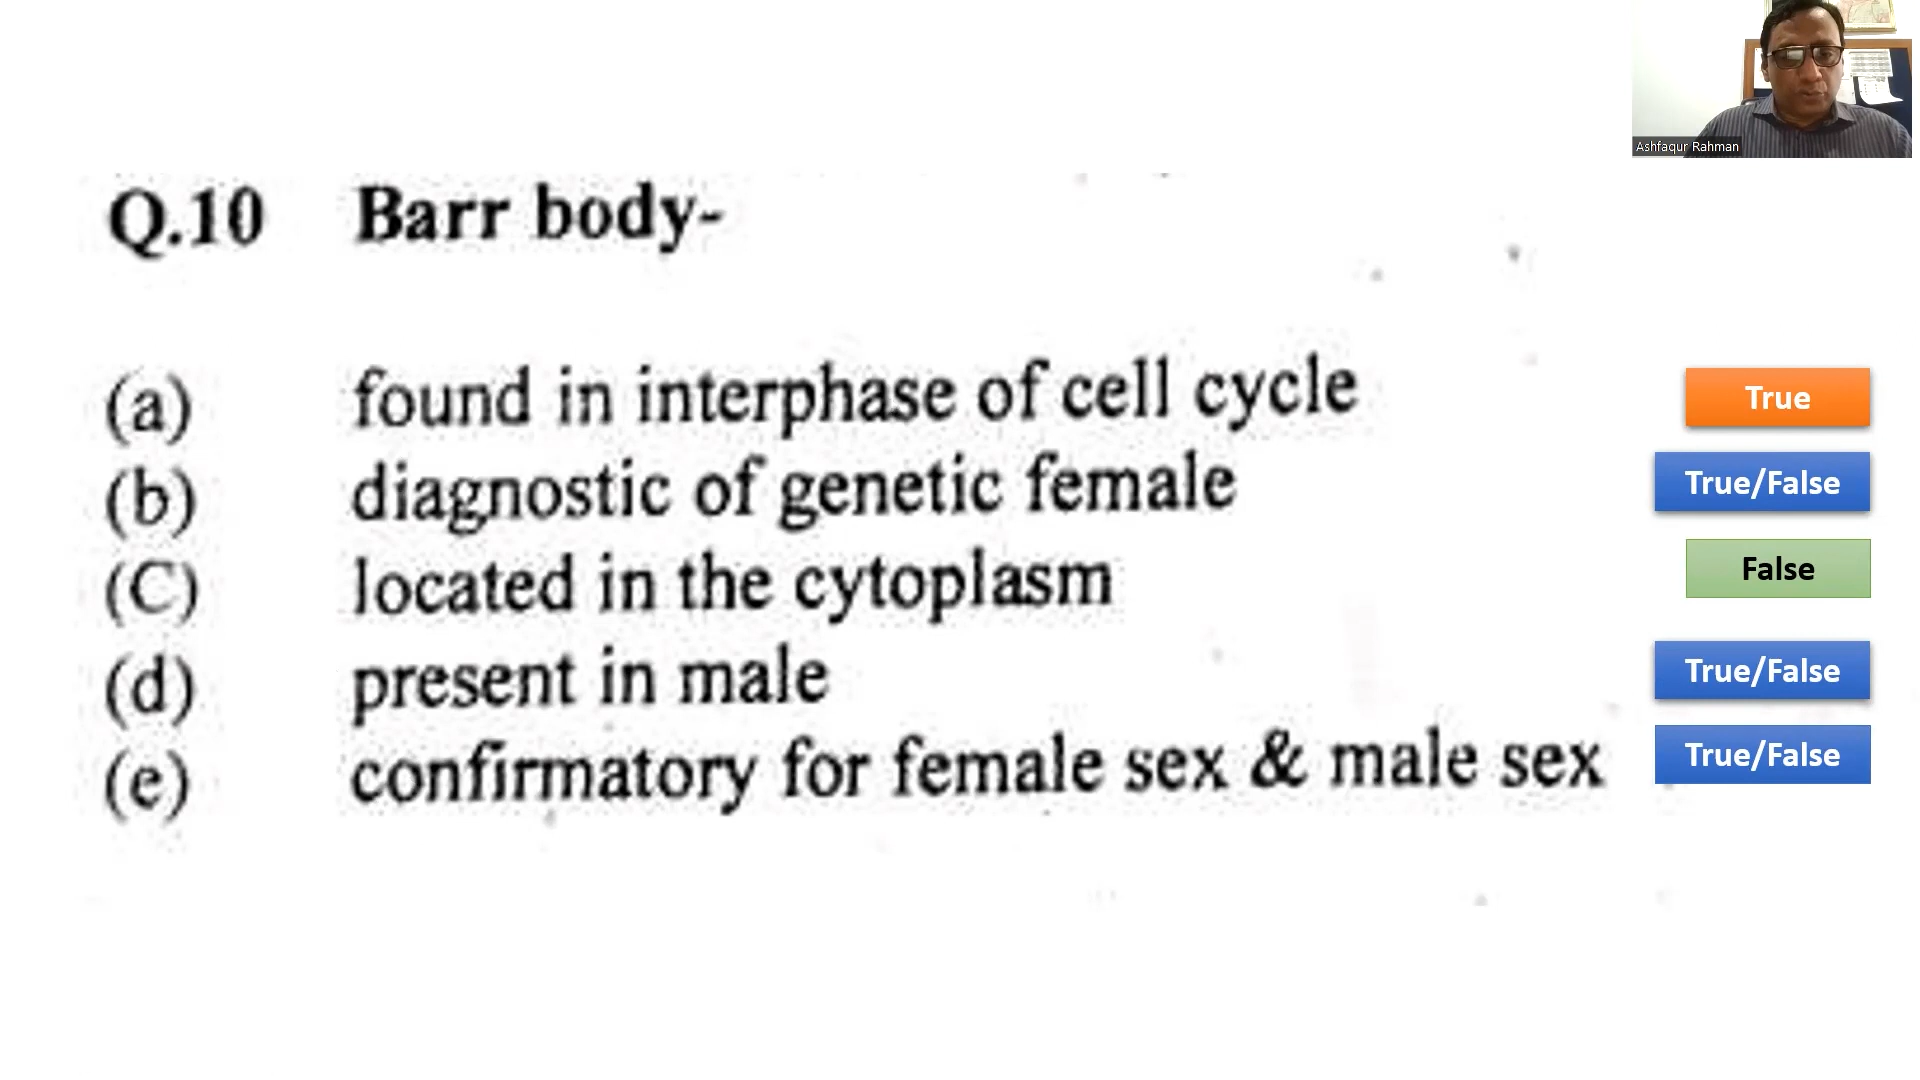 Ashfaqur Rahman
Q.10 Barr body-
(a) found in interphase of cell cycle True
(b) diagnostic of genetic female True/False
(C) located in the cytoplasm False
(d) present in male True/False
(e) confirmatory for female sex & male sex True/False